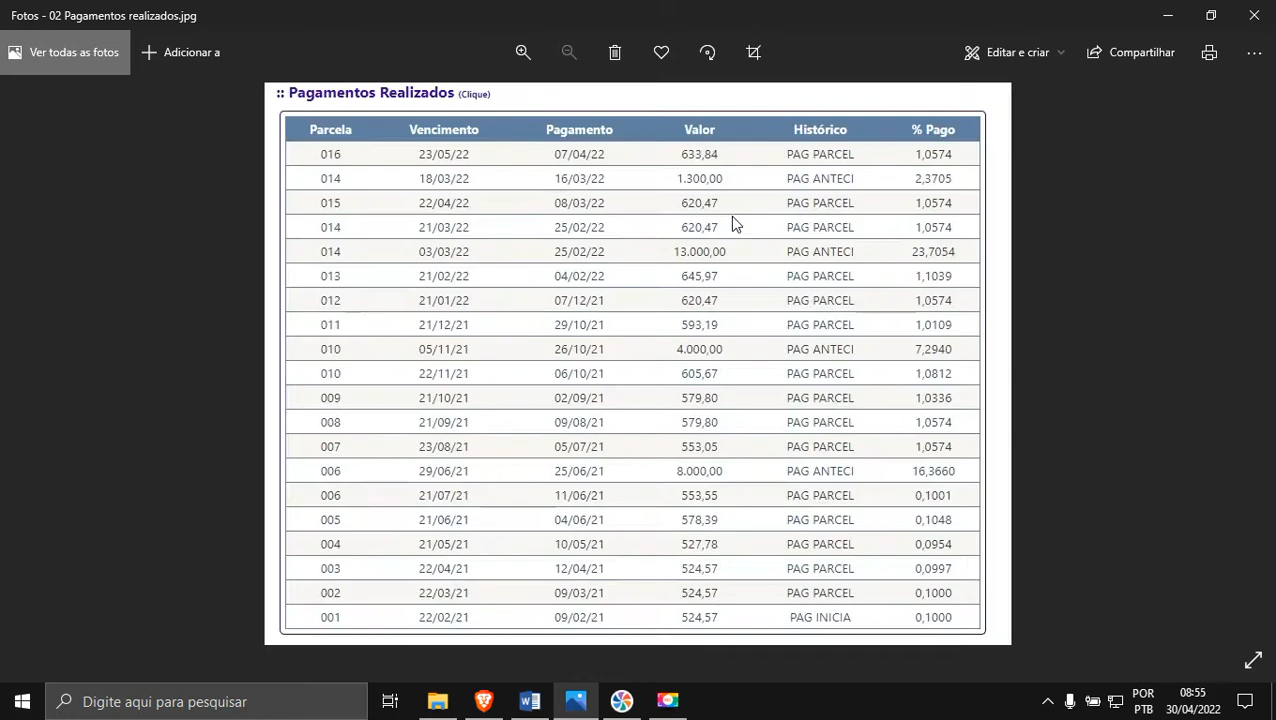 Fotos - 02 Pagamentos realizados.jpg
Ver todas as fotos Adicionar a Editar e criar Compartilhar
:: Pagamentos Realizados (Clique)
Parcela Vencimento Pagamento Valor Histórico % Pago
016 23/05/22 07/04/22 633,84 PAG PARCEL 1,0574
014 18/03/22 16/03/22 1.300,00 PAG ANTECI 2,3705
015 22/04/22 08/03/22 620,47 PAG PARCEL 1,0574
014 21/03/22 25/02/22 620,47 PAG PARCEL 1,0574
014 03/03/22 25/02/22 13.000,00 PAG ANTECI 23,7054
013 21/02/22 04/02/22 645,97 PAG PARCEL 1,1039
012 21/01/22 07/12/21 620,47 PAG PARCEL 1,0574
011 21/12/21 29/10/21 593,19 PAG PARCEL 1,0109
010 05/11/21 26/10/21 4.000,00 PAG ANTECI 7,2940
010 22/11/21 06/10/21 605,67 PAG PARCEL 1,0812
009 21/10/21 02/09/21 579,80 PAG PARCEL 1,0336
008 21/09/21 09/08/21 579,80 PAG PARCEL 1,0574
007 23/08/21 05/07/21 553,05 PAG PARCEL 1,0574
006 29/06/21 25/06/21 8.000,00 PAG ANTECI 16,3660
006 21/07/21 11/06/21 553,55 PAG PARCEL 0,1001
005 21/06/21 04/06/21 578,39 PAG PARCEL 0,1048
004 21/05/21 10/05/21 527,78 PAG PARCEL 0,0954
003 22/04/21 12/04/21 524,57 PAG PARCEL 0,0997
002 22/03/21 09/03/21 524,57 PAG PARCEL 0,1000
001 22/02/21 09/02/21 524,57 PAG INICIA 0,1000
Digite aqui para pesquisar
POR 08:55
PTB 30/04/2022